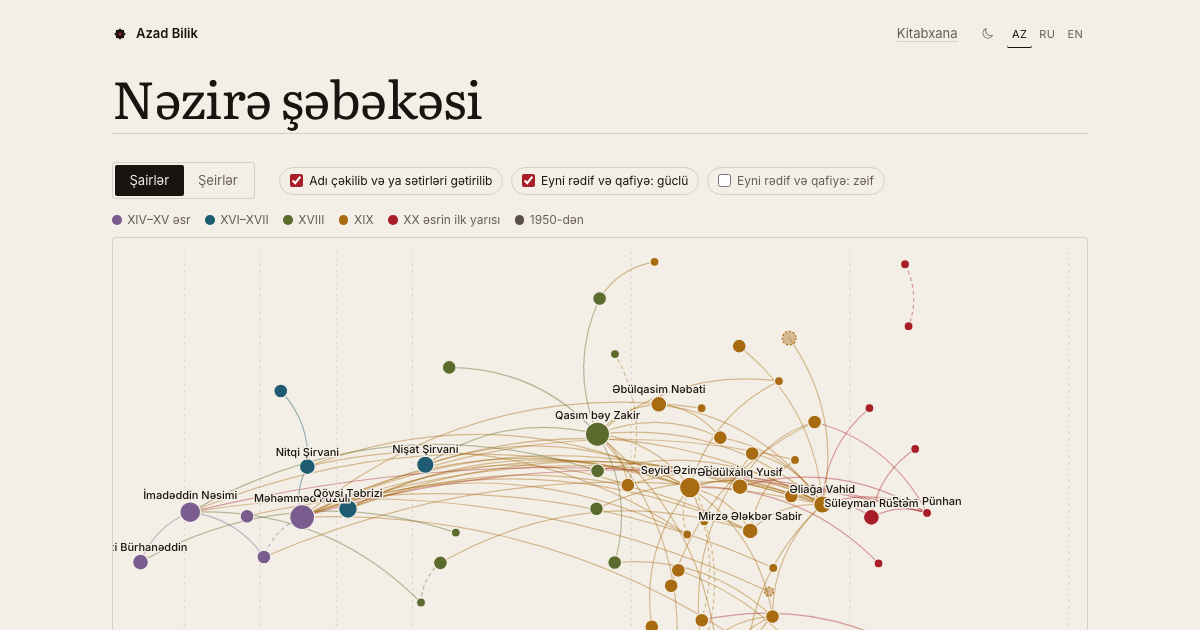 Azad Bilik
Kitabxana
AZ RU EN
Nəzirə şəbəkəsi
Şairlər Şeirlər
Adı çəkilib və ya sətirləri gətirilib
Eyni rədif və qafiyə: güclü
Eyni rədif və qafiyə: zəif
XIV–XV əsr XVI–XVII XVIII XIX XX əsrin ilk yarısı 1950-dən
Əbülqasim Nəbati
Qasım bəy Zakir
Nitqi Şirvani
Nişat Şirvani
Seyid Əzim
Əbdülxalıq Yusif
İmadəddin Nəsimi
Məhəmməd Füzuli
Qövsi Təbrizi
Əliağa Vahid
Süleyman Rüstəm
Pünhan
Mirzə Ələkbər Sabir
Bürhanəddin